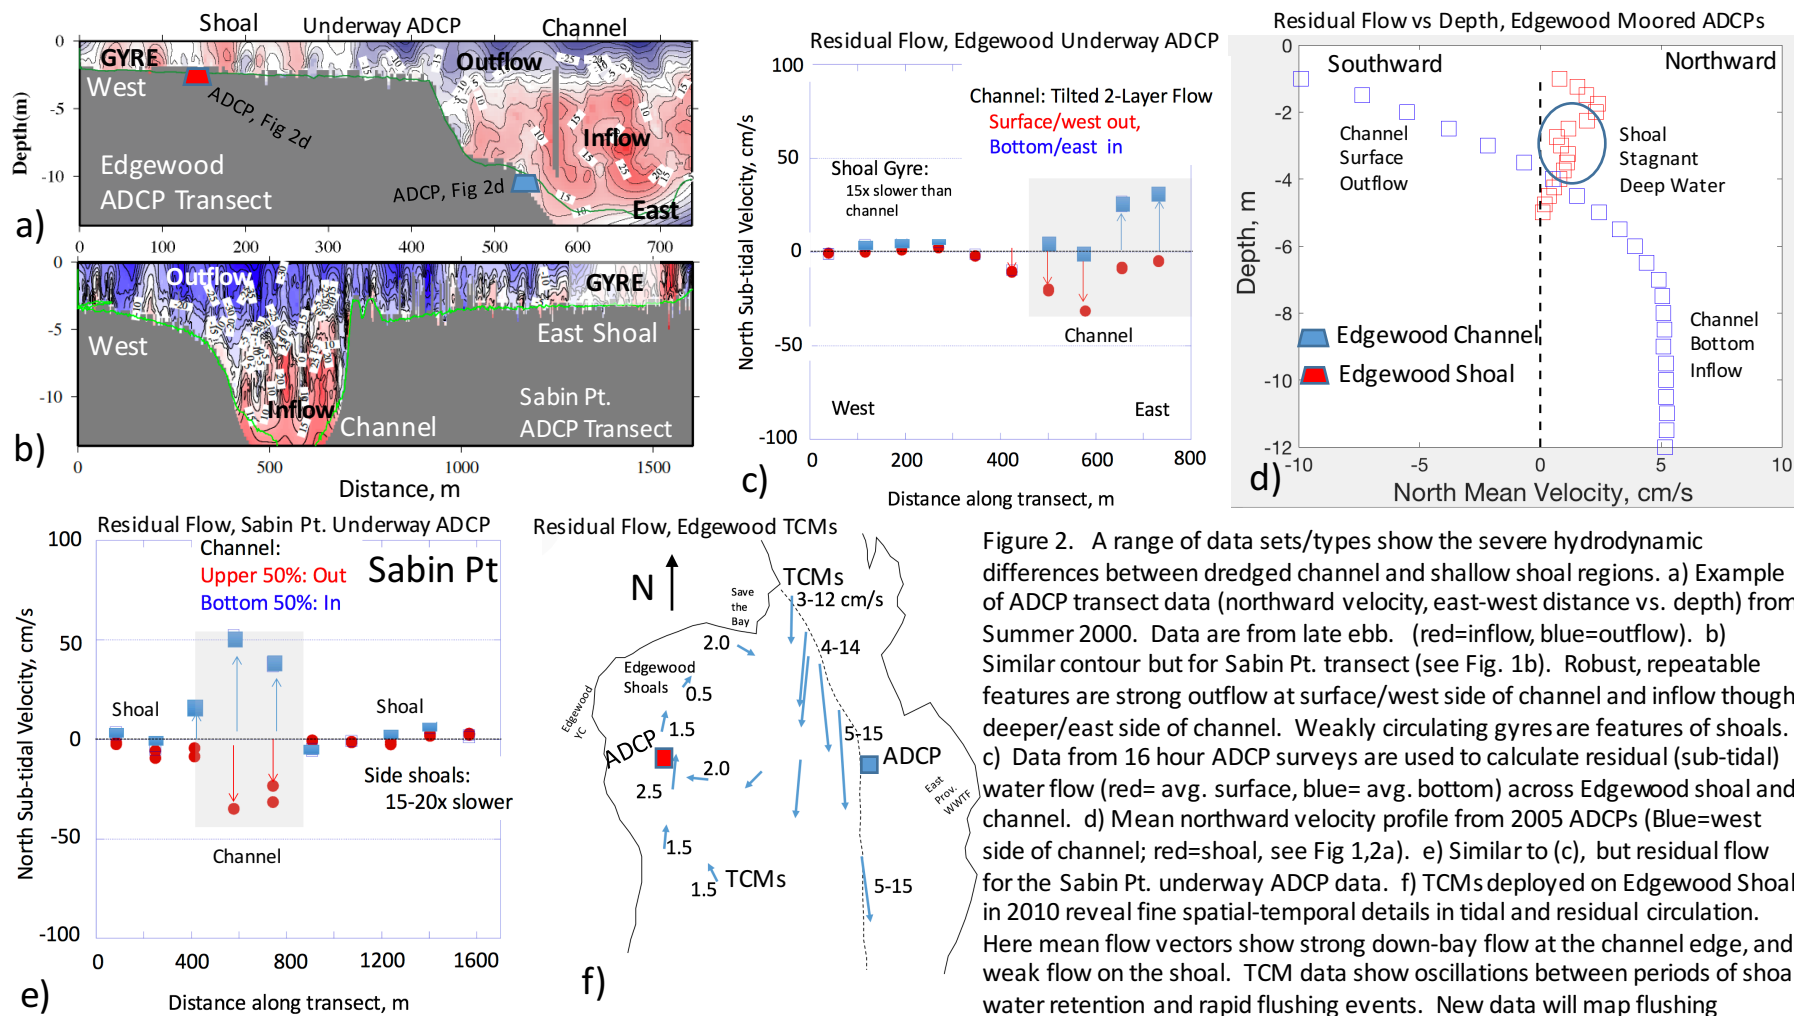 Shoal
Underway ADCP
Channel
0
-5
-10
Depth(m)
GYRE
West
ADCP, Fig 2d
Outflow
Inflow
Edgewood
ADCP Transect
ADCP, Fig 2d
East
a)
0
100
200
300
400
500
600
700
0
-5
-10
Outflow
GYRE
West
East Shoal
Inflow
Channel
Sabin Pt.
ADCP Transect
b)
0
500
1000
1500
Distance, m
Residual Flow, Edgewood Underway ADCP
100
50
0
-50
-100
North Sub-tidal Velocity, cm/s
Channel: Tilted 2-Layer Flow
Surface/west out,
Bottom/east in
Shoal Gyre:
15x slower than
channel
Channel
West
East
0
200
400
600
800
c)
Distance along transect, m
Residual Flow vs Depth, Edgewood Moored ADCPs
0
-2
-4
-6
-8
-10
-12
Depth, m
Southward
Northward
Channel
Surface
Outflow
Shoal
Stagnant
Deep Water
Edgewood Channel
Edgewood Shoal
Channel
Bottom
Inflow
d)
-10
-5
0
5
10
North Mean Velocity, cm/s
Residual Flow, Sabin Pt. Underway ADCP
100
50
0
-50
-100
North Sub-tidal Velocity, cm/s
Channel:
Upper 50%: Out
Bottom 50%: In
Sabin Pt
Shoal
Shoal
Side shoals:
15-20x slower
Channel
0
400
800
1200
1600
e)
Distance along transect, m
Residual Flow, Edgewood TCMs
N
TCMs
3-12 cm/s
Save
the
Bay
2.0
4-14
Edgewood
Shoals
0.5
Edgewood
YC
1.5
5-15
ADCP
ADCP
2.0
2.5
East
Prov.
WWTF
1.5
1.5
TCMs
5-15
f)
Figure 2. A range of data sets/types show the severe hydrodynamic
differences between dredged channel and shallow shoal regions. a) Example
of ADCP transect data (northward velocity, east-west distance vs. depth) from
Summer 2000. Data are from late ebb. (red=inflow, blue=outflow). b)
Similar contour but for Sabin Pt. transect (see Fig. 1b). Robust, repeatable
features are strong outflow at surface/west side of channel and inflow though
deeper/east side of channel. Weakly circulating gyres are features of shoals.
c) Data from 16 hour ADCP surveys are used to calculate residual (sub-tidal)
water flow (red= avg. surface, blue= avg. bottom) across Edgewood shoal and
channel. d) Mean northward velocity profile from 2005 ADCPs (Blue=west
side of channel; red=shoal, see Fig 1,2a). e) Similar to (c), but residual flow
for the Sabin Pt. underway ADCP data. f) TCMs deployed on Edgewood Shoal
in 2010 reveal fine spatial-temporal details in tidal and residual circulation.
Here mean flow vectors show strong down-bay flow at the channel edge, and
weak flow on the shoal. TCM data show oscillations between periods of shoa
water retention and rapid flushing events. New data will map flushing